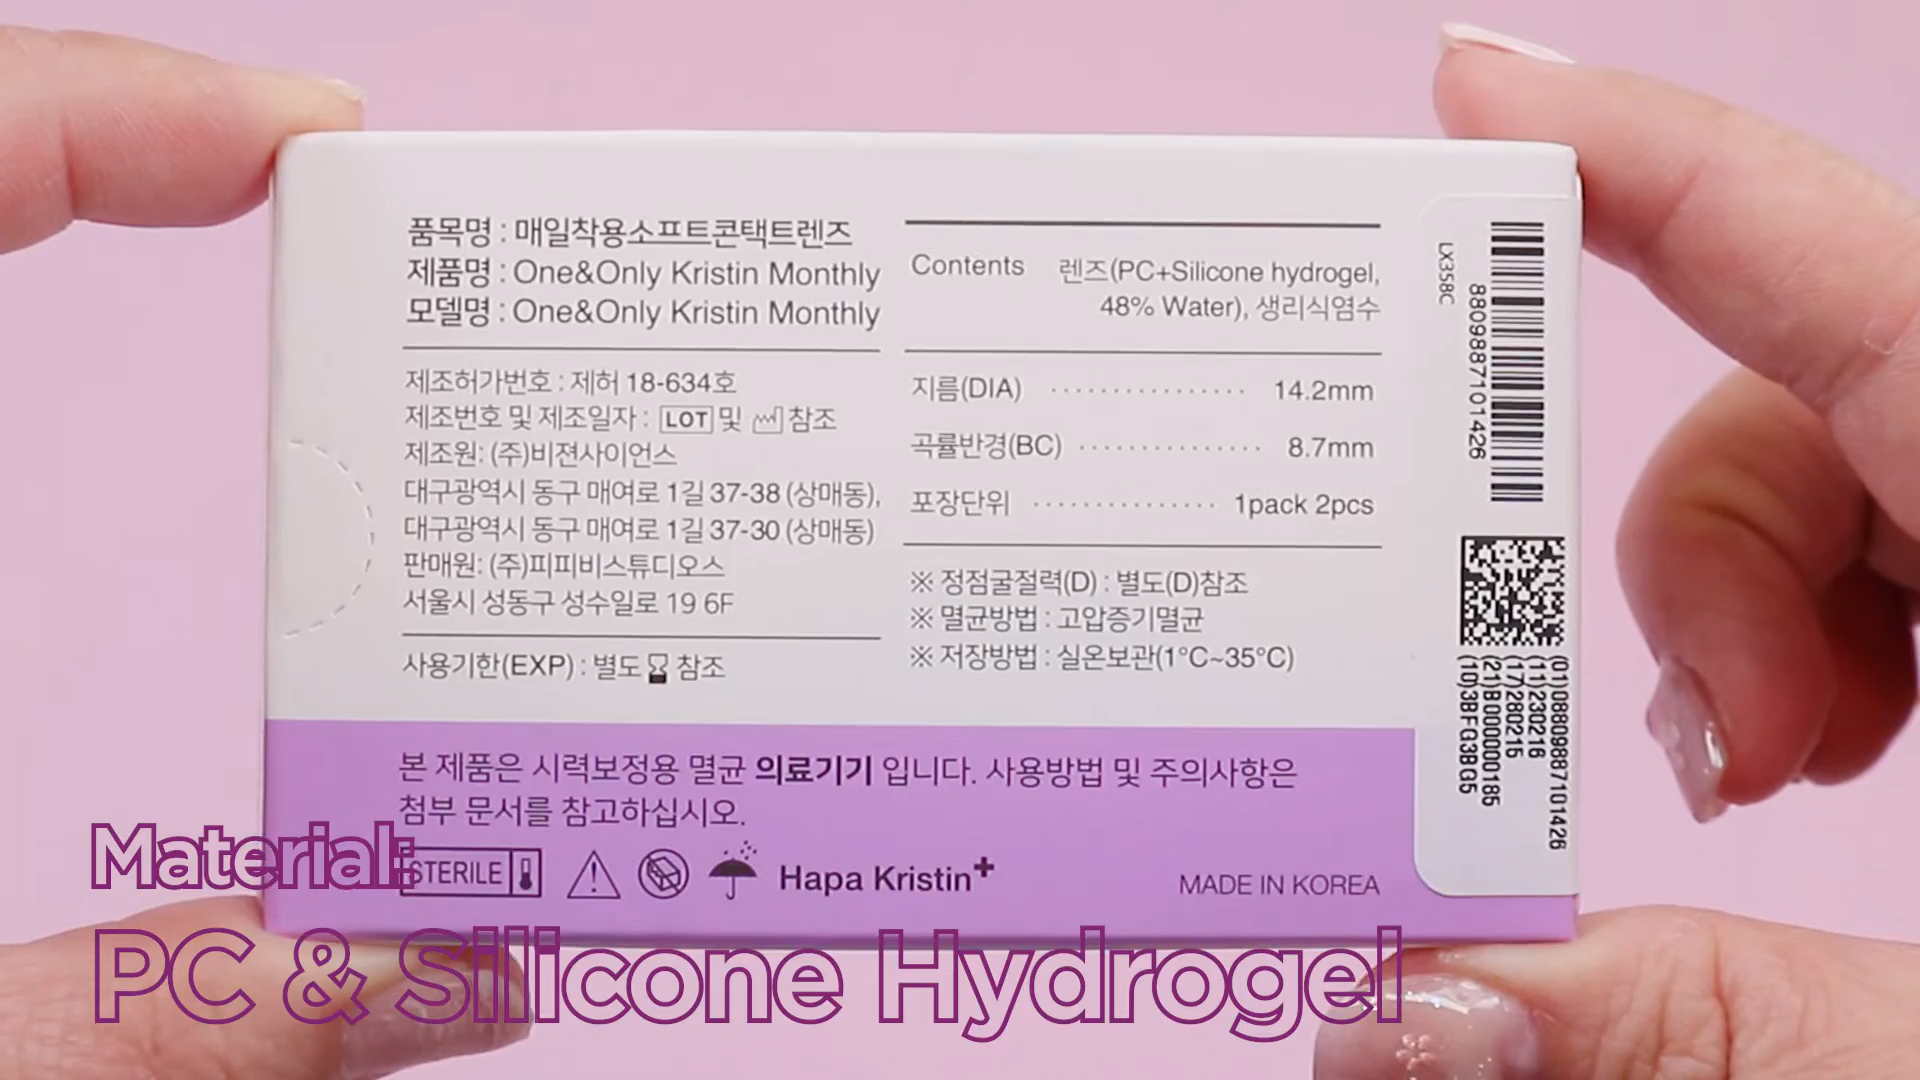 품목명 : 매일착용소프트콘택트렌즈
제품명 : One&Only Kristin Monthly
모델명 : One&Only Kristin Monthly
제조허가번호 : 제허 18-634호
제조번호 및 제조일자 : LOT 및 참조
제조원: (주)비젼사이언스
대구광역시 동구 매여로 1길 37-38 (상매동),
대구광역시 동구 매여로 1길 37-30 (상매동)
판매원: (주)피피비스튜디오스
서울시 성동구 성수일로 19 6F
사용기한(EXP) : 별도 참조
Contents 렌즈(PC+Silicone hydrogel,
48% Water), 생리식염수
지름(DIA) 14.2mm
곡률반경(BC) 8.7mm
포장단위 1pack 2pcs
※ 정점굴절력(D) : 별도(D)참조
※ 멸균방법 : 고압증기멸균
※ 저장방법 : 실온보관(1°C~35°C)
LX358C
8809887101426
(01)08809887101426
(11)230216
(17)280215
(21)B000000185
(10)3BFG3BG5
본 제품은 시력보정용 멸균 의료기기 입니다. 사용방법 및 주의사항은
첨부 문서를 참고하십시오.
STERILE
Hapa Kristin+
MADE IN KOREA
Material:
PC & Silicone Hydrogel